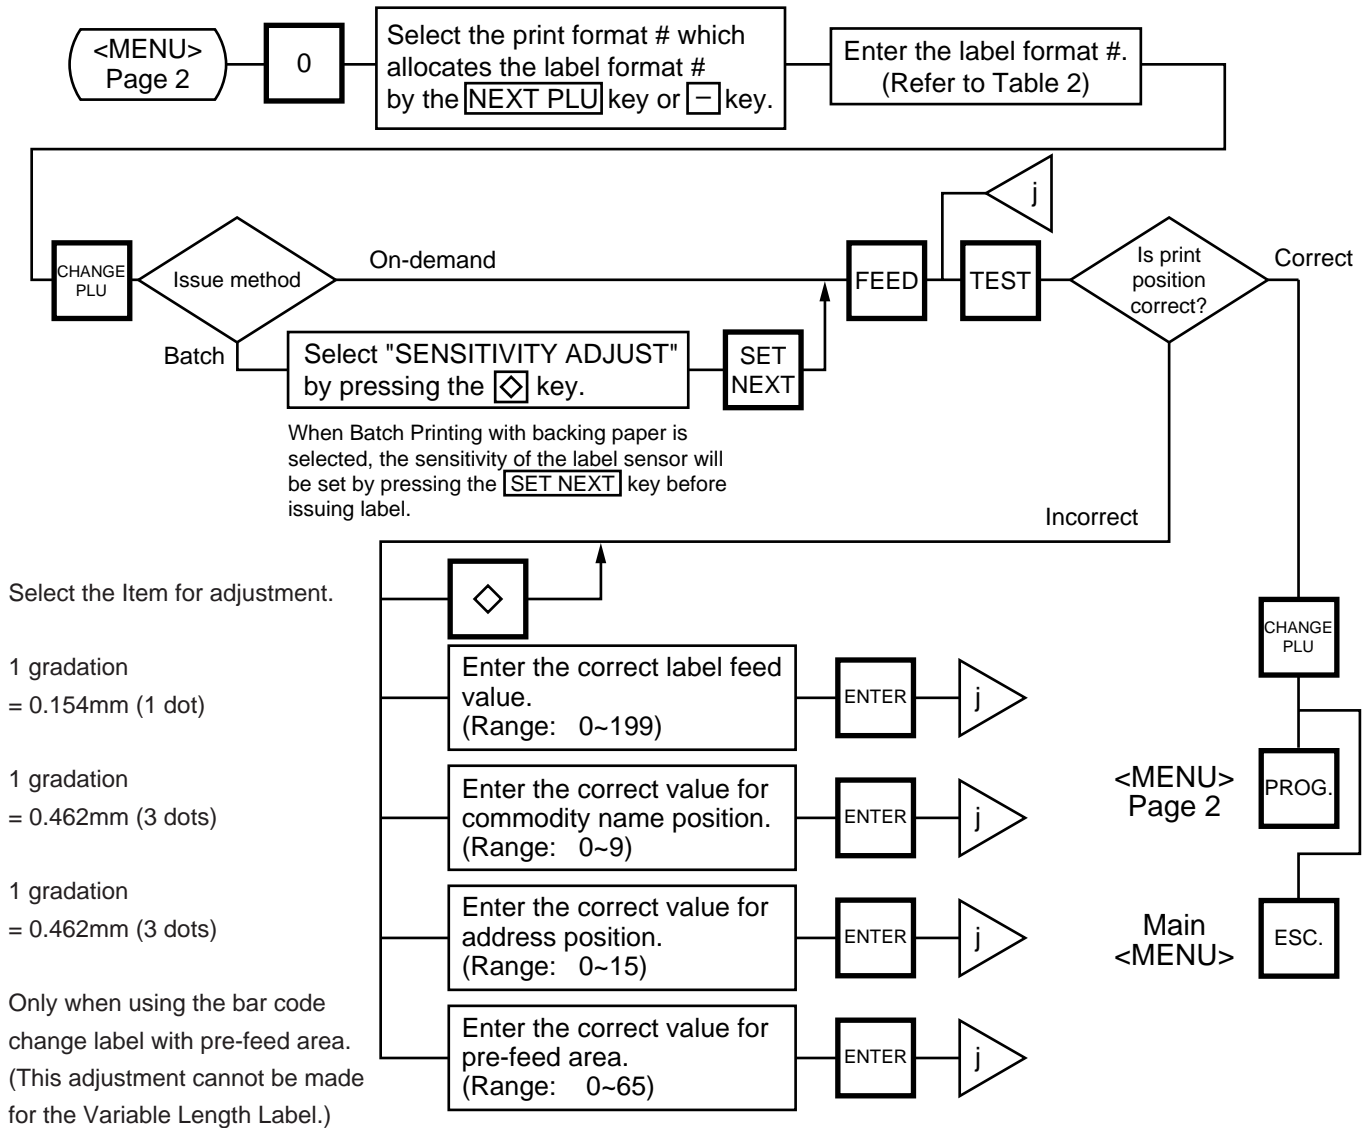 <MENU>
Page 2
0
Select the print format # which
allocates the label format #
by the NEXT PLU key or − key.
Enter the label format #.
(Refer to Table 2)
j
CHANGE
PLU
Issue method
On-demand
Batch
Select "SENSITIVITY ADJUST"
by pressing the ◇ key.
SET
NEXT
FEED
TEST
Is print
position
correct?
Correct
When Batch Printing with backing paper is
selected, the sensitivity of the label sensor will
be set by pressing the SET NEXT key before
issuing label.
Incorrect
Select the Item for adjustment.
◇
1 gradation
= 0.154mm (1 dot)
Enter the correct label feed
value.
(Range: 0~199)
ENTER
j
1 gradation
= 0.462mm (3 dots)
Enter the correct value for
commodity name position.
(Range: 0~9)
ENTER
j
1 gradation
= 0.462mm (3 dots)
Enter the correct value for
address position.
(Range: 0~15)
ENTER
j
Only when using the bar code
change label with pre-feed area.
(This adjustment cannot be made
for the Variable Length Label.)
Enter the correct value for
pre-feed area.
(Range: 0~65)
ENTER
j
CHANGE
PLU
<MENU>
Page 2
PROG.
Main
<MENU>
ESC.